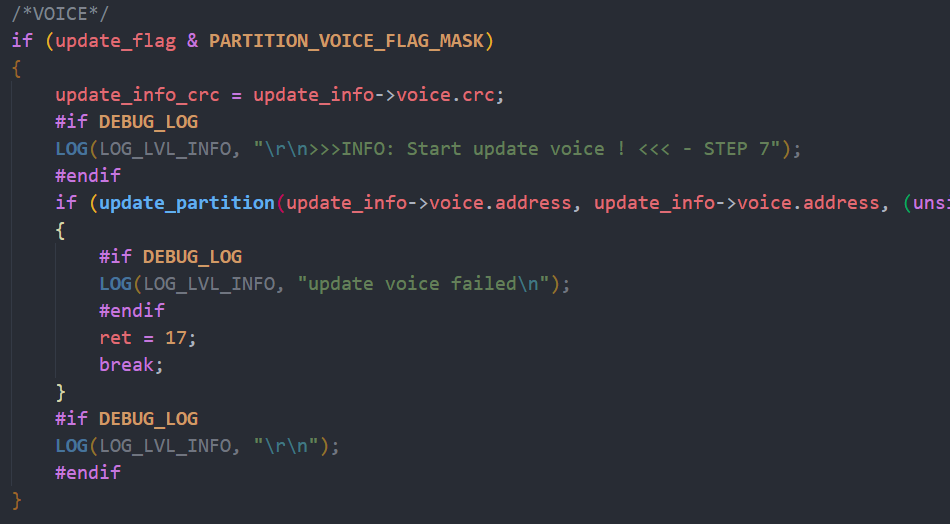 /*VOICE*/
if (update_flag & PARTITION_VOICE_FLAG_MASK)
{
    update_info_crc = update_info->voice.crc;
    #if DEBUG_LOG
    LOG(LOG_LVL_INFO, "\r\n>>>INFO: Start update voice ! <<< - STEP 7");
    #endif
    if (update_partition(update_info->voice.address, update_info->voice.address, (unsi
    {
        #if DEBUG_LOG
        LOG(LOG_LVL_INFO, "update voice failed\n");
        #endif
        ret = 17;
        break;
    }
    #if DEBUG_LOG
    LOG(LOG_LVL_INFO, "\r\n");
    #endif
}